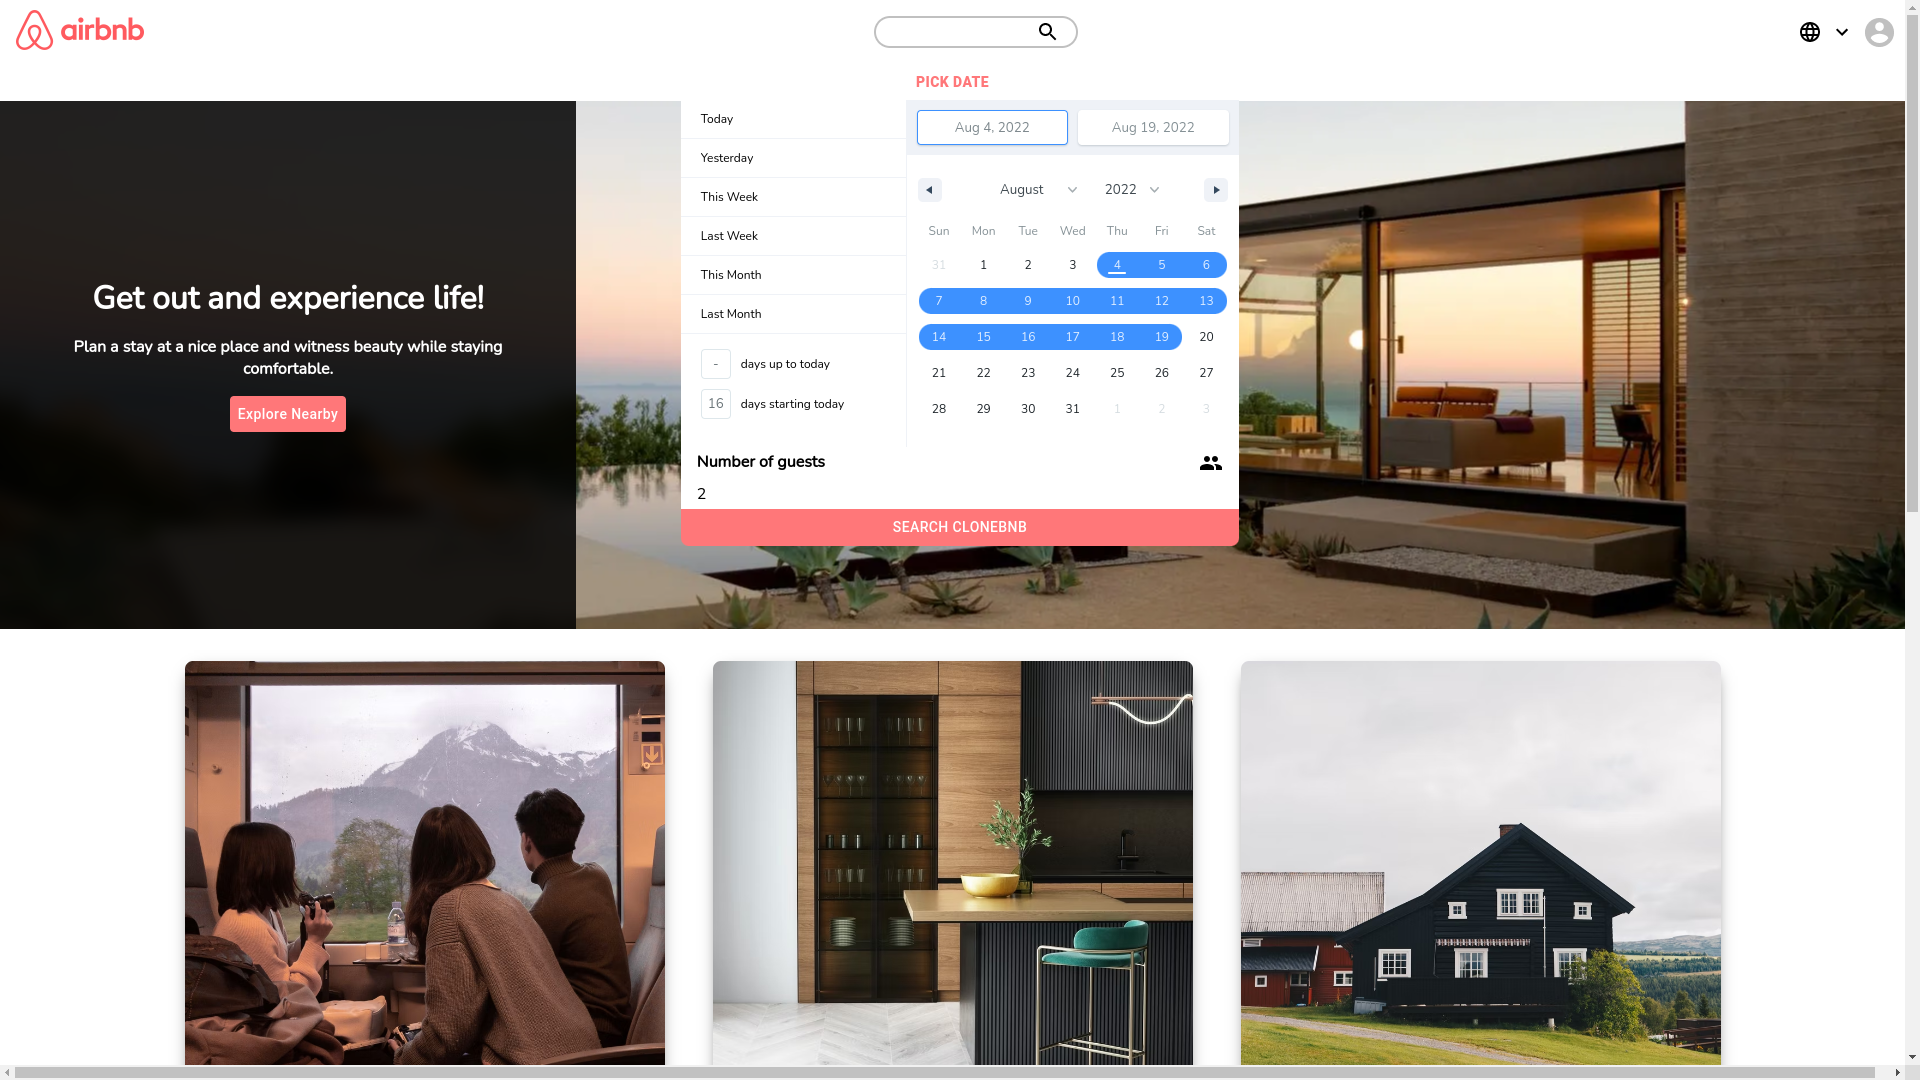 airbnb
PICK DATE
Today
Yesterday
This Week
Last Week
This Month
Last Month
- days up to today
16 days starting today
Aug 4, 2022 Aug 19, 2022
August 2022
Sun Mon Tue Wed Thu Fri Sat
31 1 2 3 4 5 6
7 8 9 10 11 12 13
14 15 16 17 18 19 20
21 22 23 24 25 26 27
28 29 30 31 1 2 3
Number of guests
2
SEARCH CLONEBNB
Get out and experience life!
Plan a stay at a nice place and witness beauty while staying
comfortable.
Explore Nearby